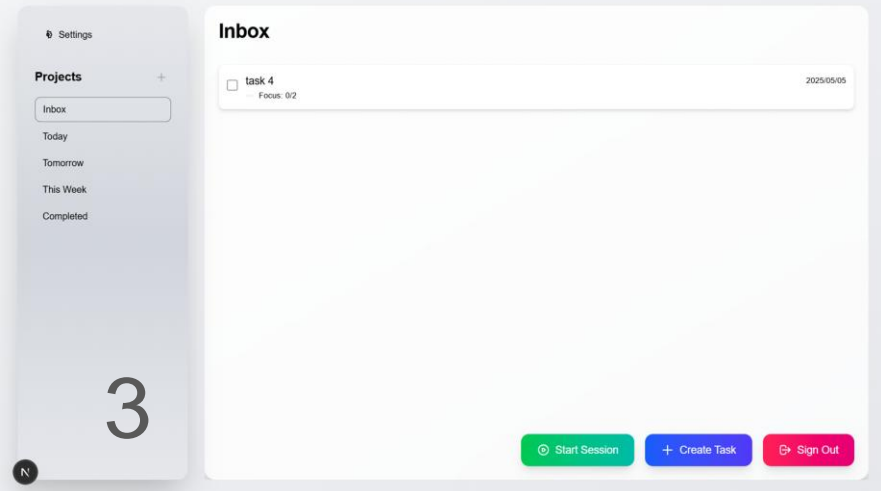 Settings
Projects
Inbox
Today
Tomorrow
This Week
Completed
3
N
Inbox
task 4
Focus: 0/2
2025/05/05
Start Session
Create Task
Sign Out